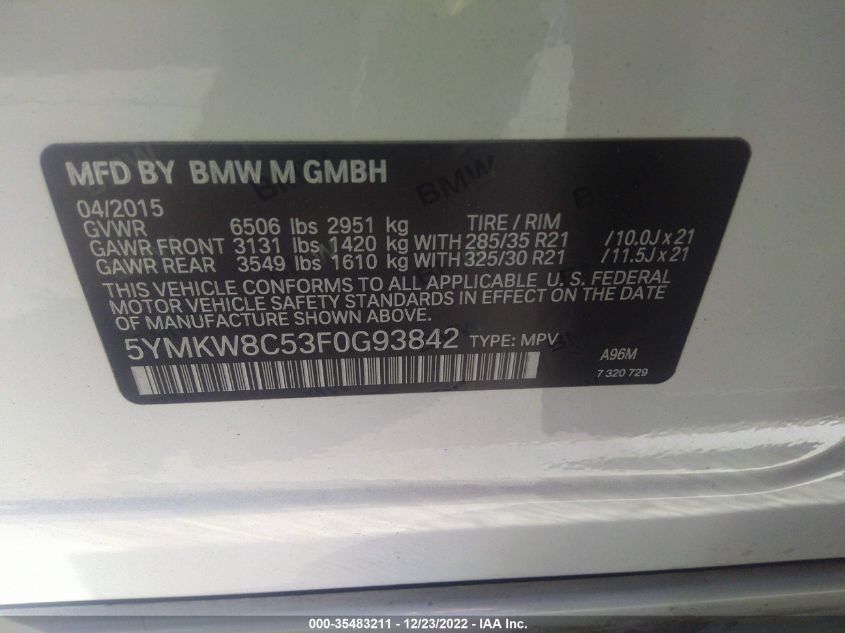 MFD BY BMW M GMBH
04/2015
GVWR 6506 lbs 2951 kg TIRE / RIM
GAWR FRONT 3131 lbs 1420 kg WITH 285/35 R21 / 10.0J x 21
GAWR REAR 3549 lbs 1610 kg WITH 325/30 R21 / 11.5J x 21
THIS VEHICLE CONFORMS TO ALL APPLICABLE U. S. FEDERAL
MOTOR VEHICLE SAFETY STANDARDS IN EFFECT ON THE DATE
OF MANUFACTURE SHOWN ABOVE.
5YMKW8C53F0G93842 TYPE: MPV
A96M
7 320 729
BMW
000-35483211 - 12/23/2022 - IAA Inc.